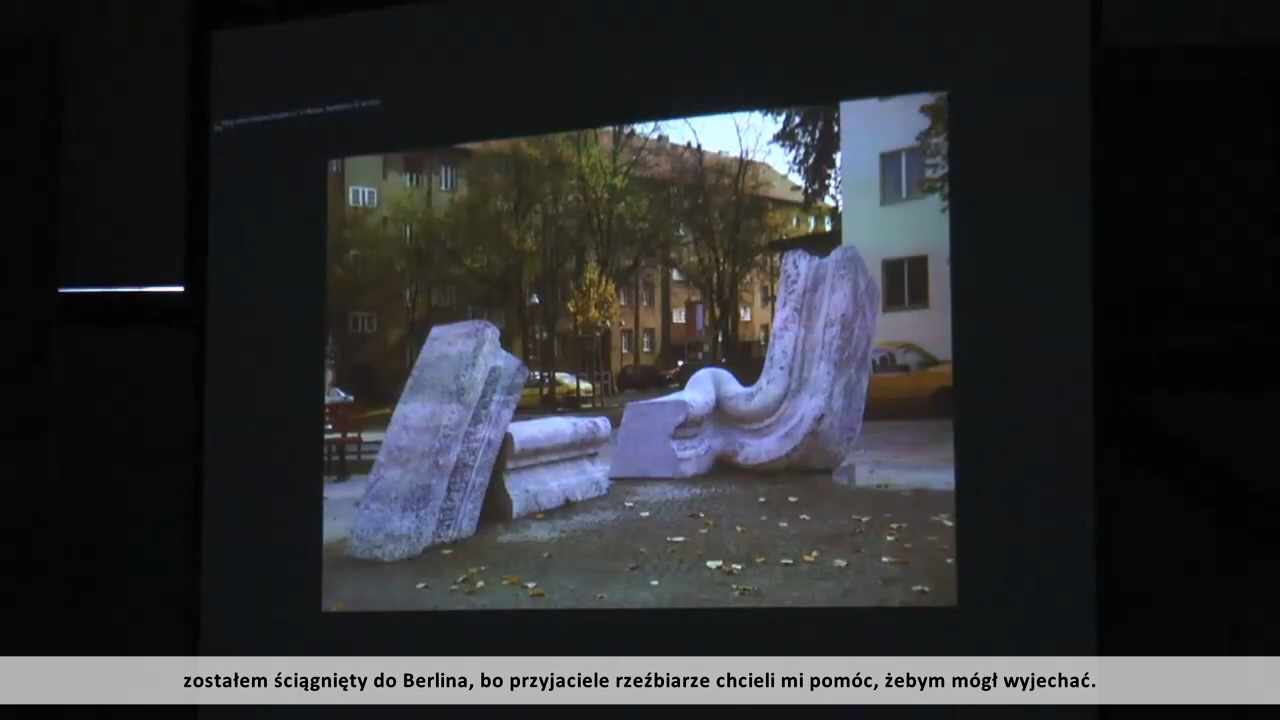 zostałem ściągnięty do Berlina, bo przyjaciele rzeźbiarze chcieli mi pomóc, żebym mógł wyjechać.